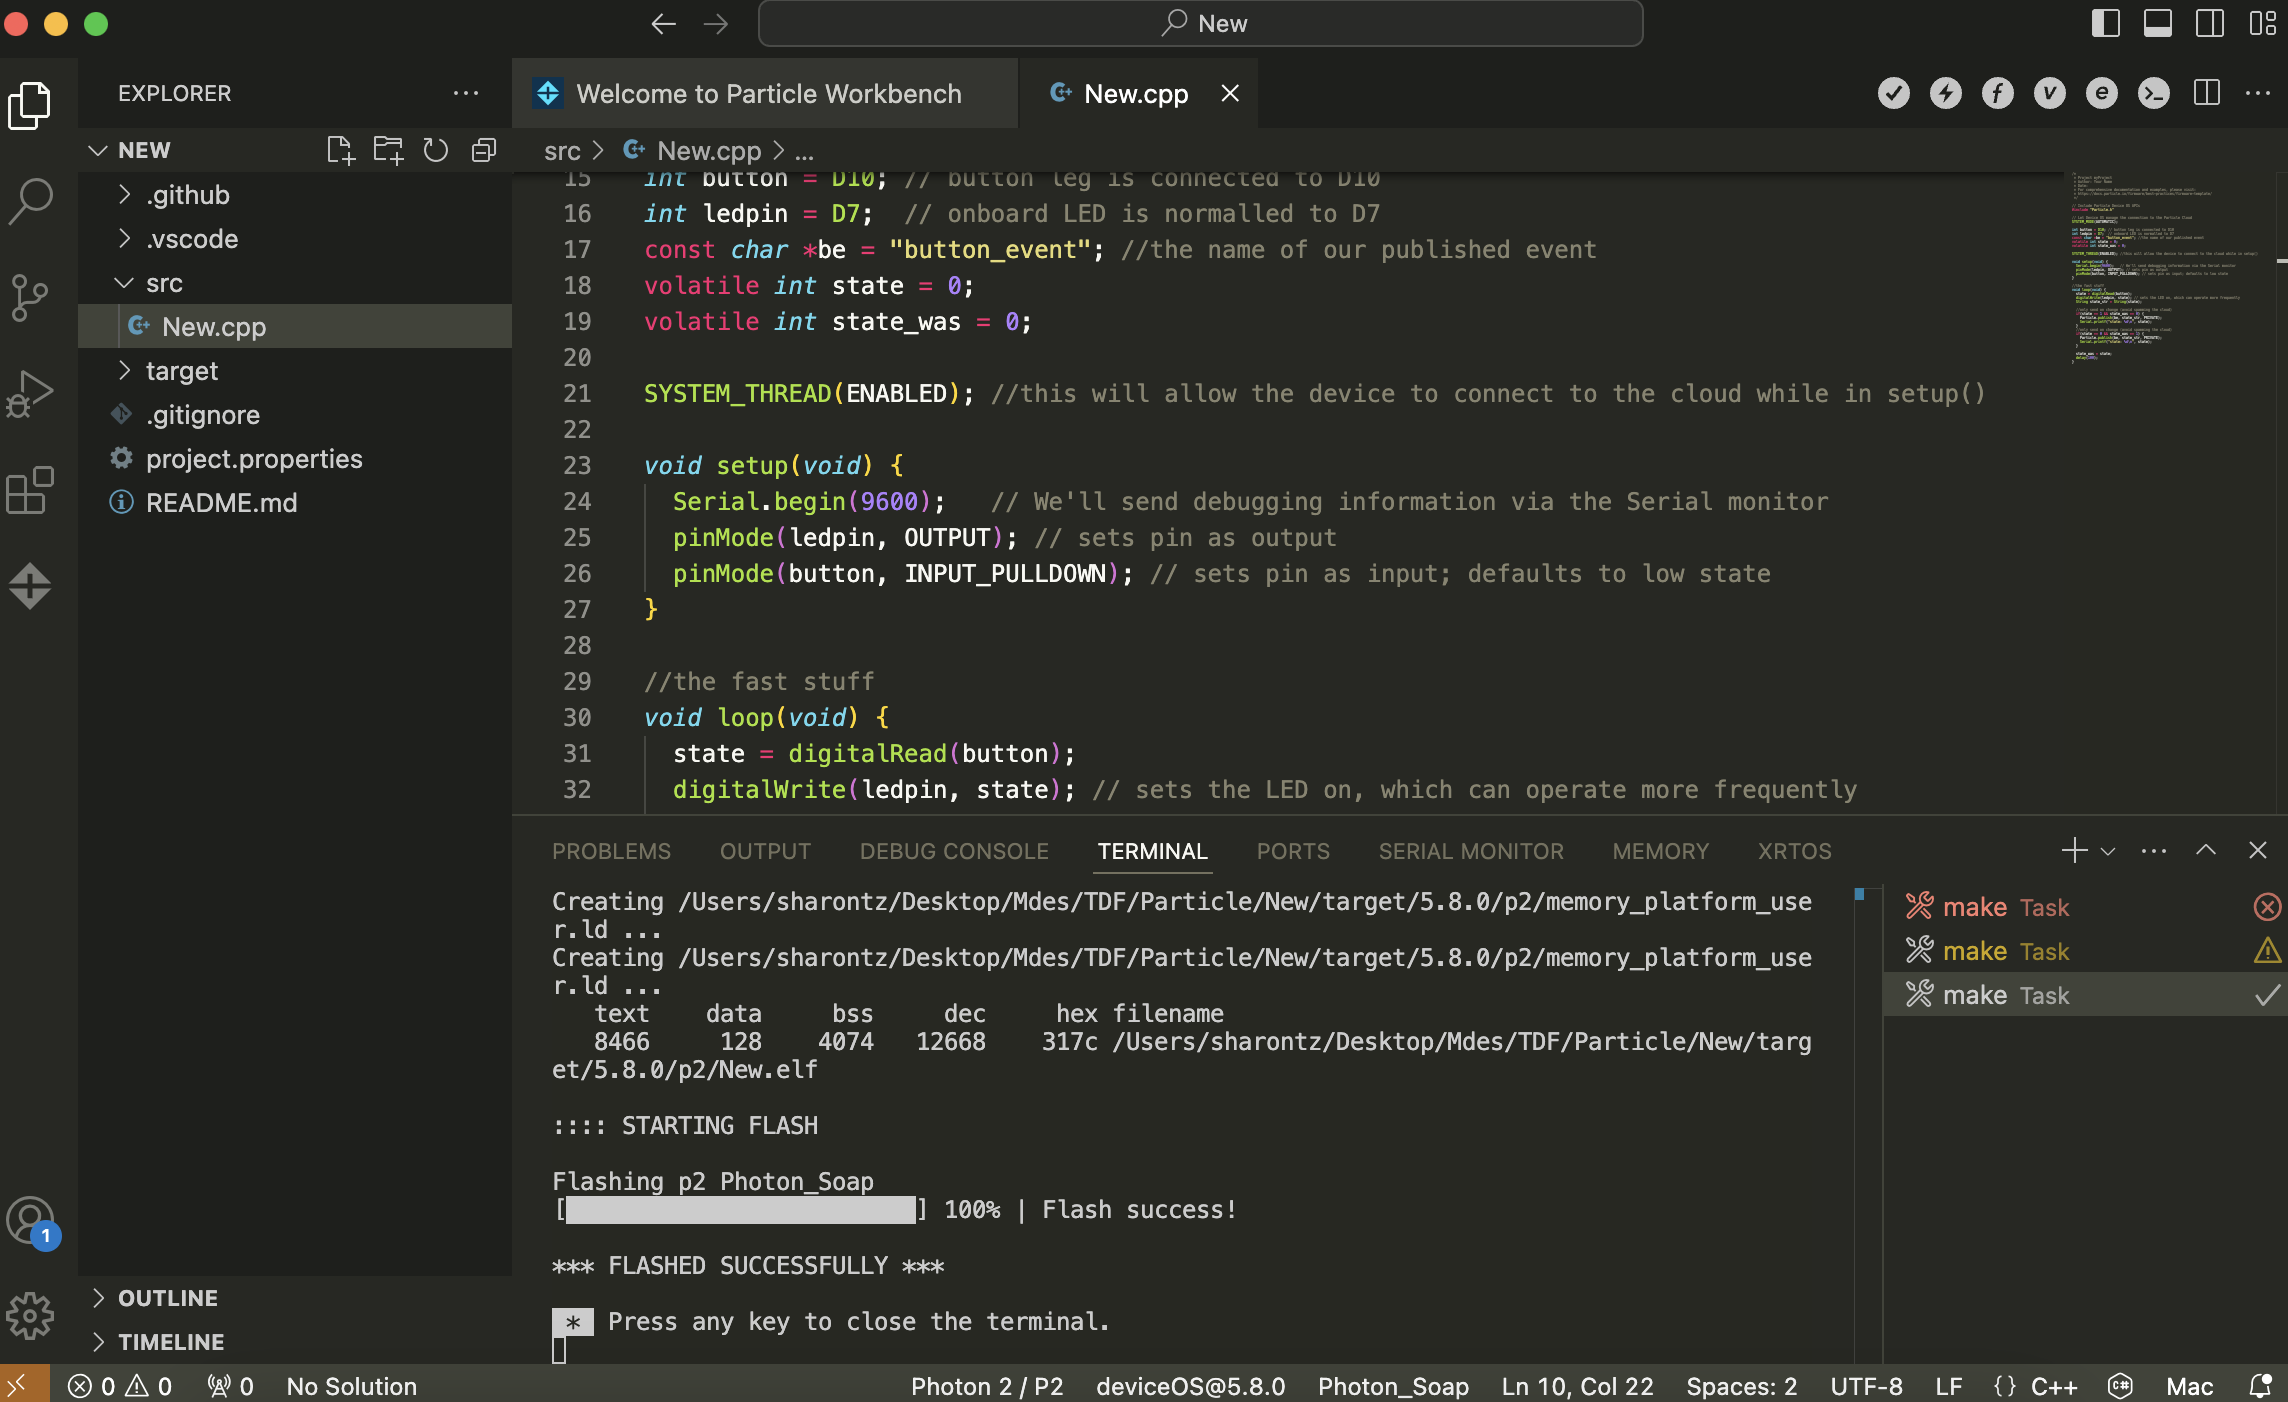 New
EXPLORER
Welcome to Particle Workbench
New.cpp
NEW
.github
.vscode
src
New.cpp
target
.gitignore
project.properties
README.md
OUTLINE
TIMELINE
src > New.cpp > ...
15 int button = D10; // button leg is connected to D10
16 int ledpin = D7;  // onboard LED is normalled to D7
17 const char *be = "button_event"; //the name of our published event
18 volatile int state = 0;
19 volatile int state_was = 0;
20
21 SYSTEM_THREAD(ENABLED); //this will allow the device to connect to the cloud while in setup()
22
23 void setup(void) {
24   Serial.begin(9600);   // We'll send debugging information via the Serial monitor
25   pinMode(ledpin, OUTPUT); // sets pin as output
26   pinMode(button, INPUT_PULLDOWN); // sets pin as input; defaults to low state
27 }
28
29 //the fast stuff
30 void loop(void) {
31   state = digitalRead(button);
32   digitalWrite(ledpin, state); // sets the LED on, which can operate more frequently
PROBLEMS OUTPUT DEBUG CONSOLE TERMINAL PORTS SERIAL MONITOR MEMORY XRTOS
Creating /Users/sharontz/Desktop/Mdes/TDF/Particle/New/target/5.8.0/p2/memory_platform_use
r.ld ...
Creating /Users/sharontz/Desktop/Mdes/TDF/Particle/New/target/5.8.0/p2/memory_platform_use
r.ld ...
text data bss dec hex filename
8466 128 4074 12668 317c /Users/sharontz/Desktop/Mdes/TDF/Particle/New/targ
et/5.8.0/p2/New.elf
:::: STARTING FLASH
Flashing p2 Photon_Soap
[ ] 100% | Flash success!
*** FLASHED SUCCESSFULLY ***
* Press any key to close the terminal.
make Task
make Task
make Task
1
0 0 0 No Solution Photon 2 / P2 deviceOS@5.8.0 Photon_Soap Ln 10, Col 22 Spaces: 2 UTF-8 LF {} C++ Mac